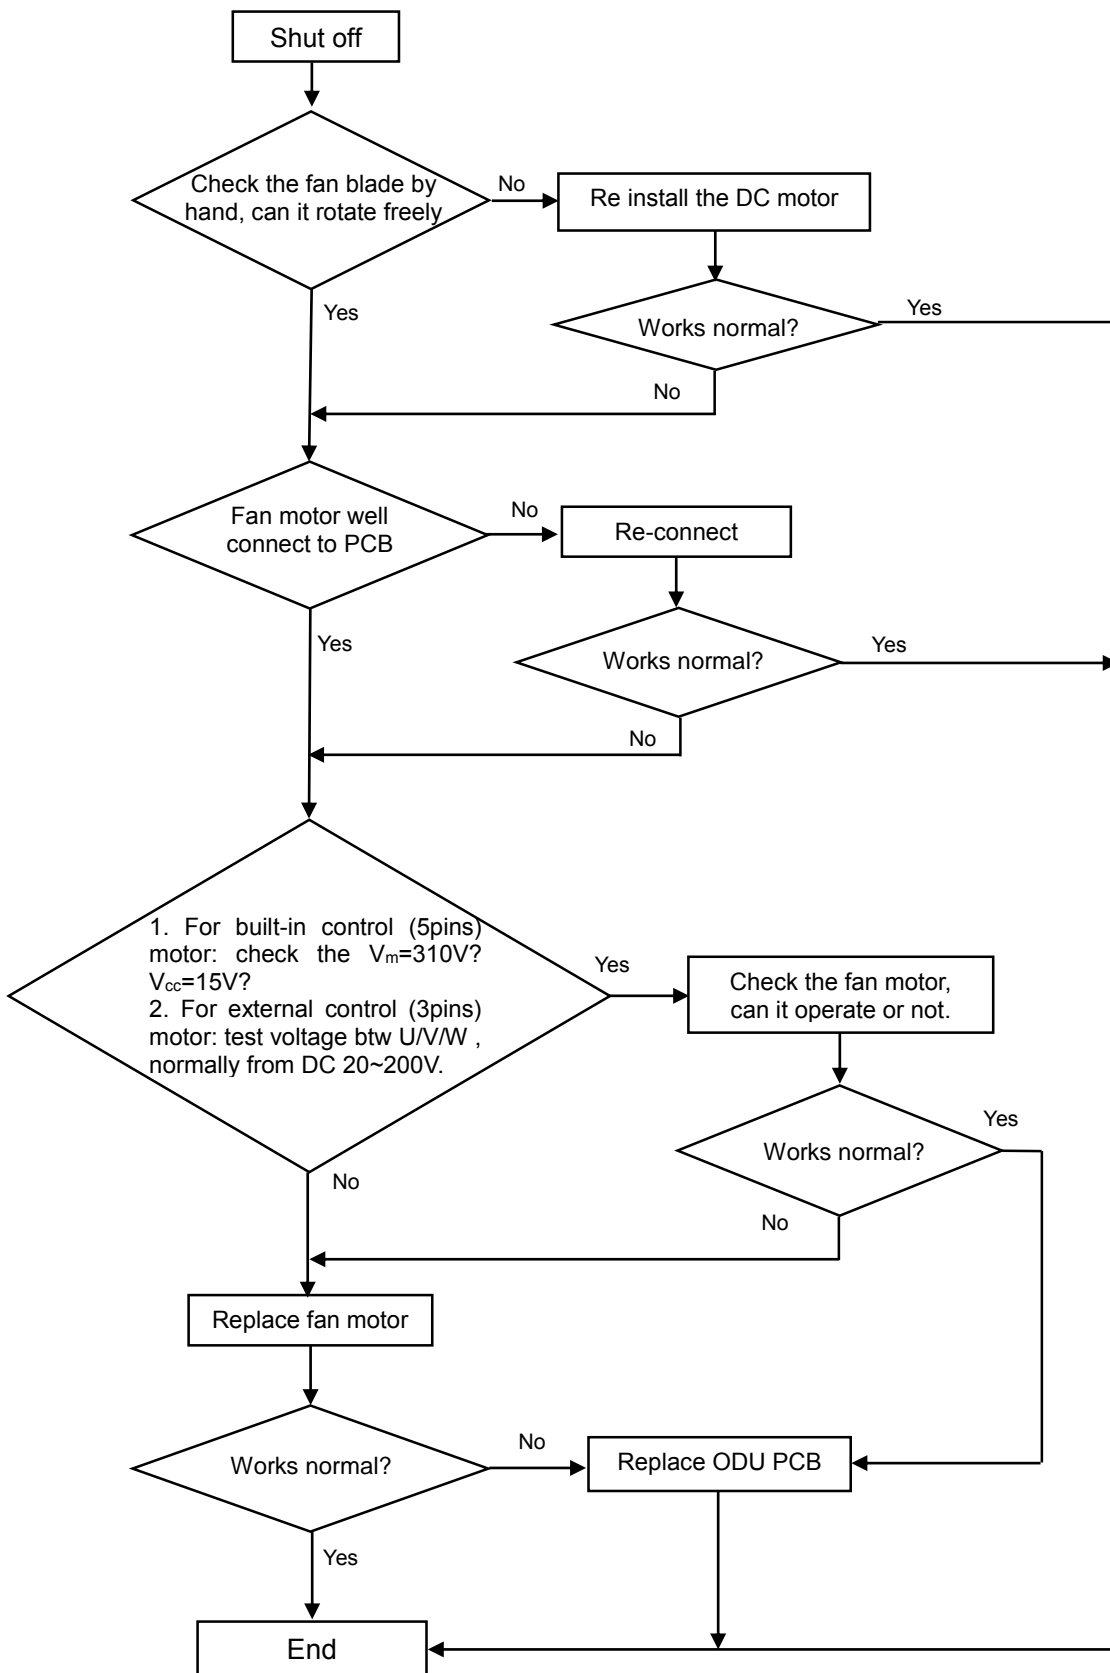 Shut off
Check the fan blade by
hand, can it rotate freely
No
Re install the DC motor
Yes
Works normal?
Yes
No
Fan motor well
connect to PCB
No
Re-connect
Yes
Works normal?
Yes
No
1. For built-in control (5pins)
motor: check the Vm=310V?
Vcc=15V?
2. For external control (3pins)
motor: test voltage btw U/V/W ,
normally from DC 20~200V.
Yes
Check the fan motor,
can it operate or not.
No
Works normal?
Yes
No
Replace fan motor
Works normal?
No
Replace ODU PCB
Yes
End